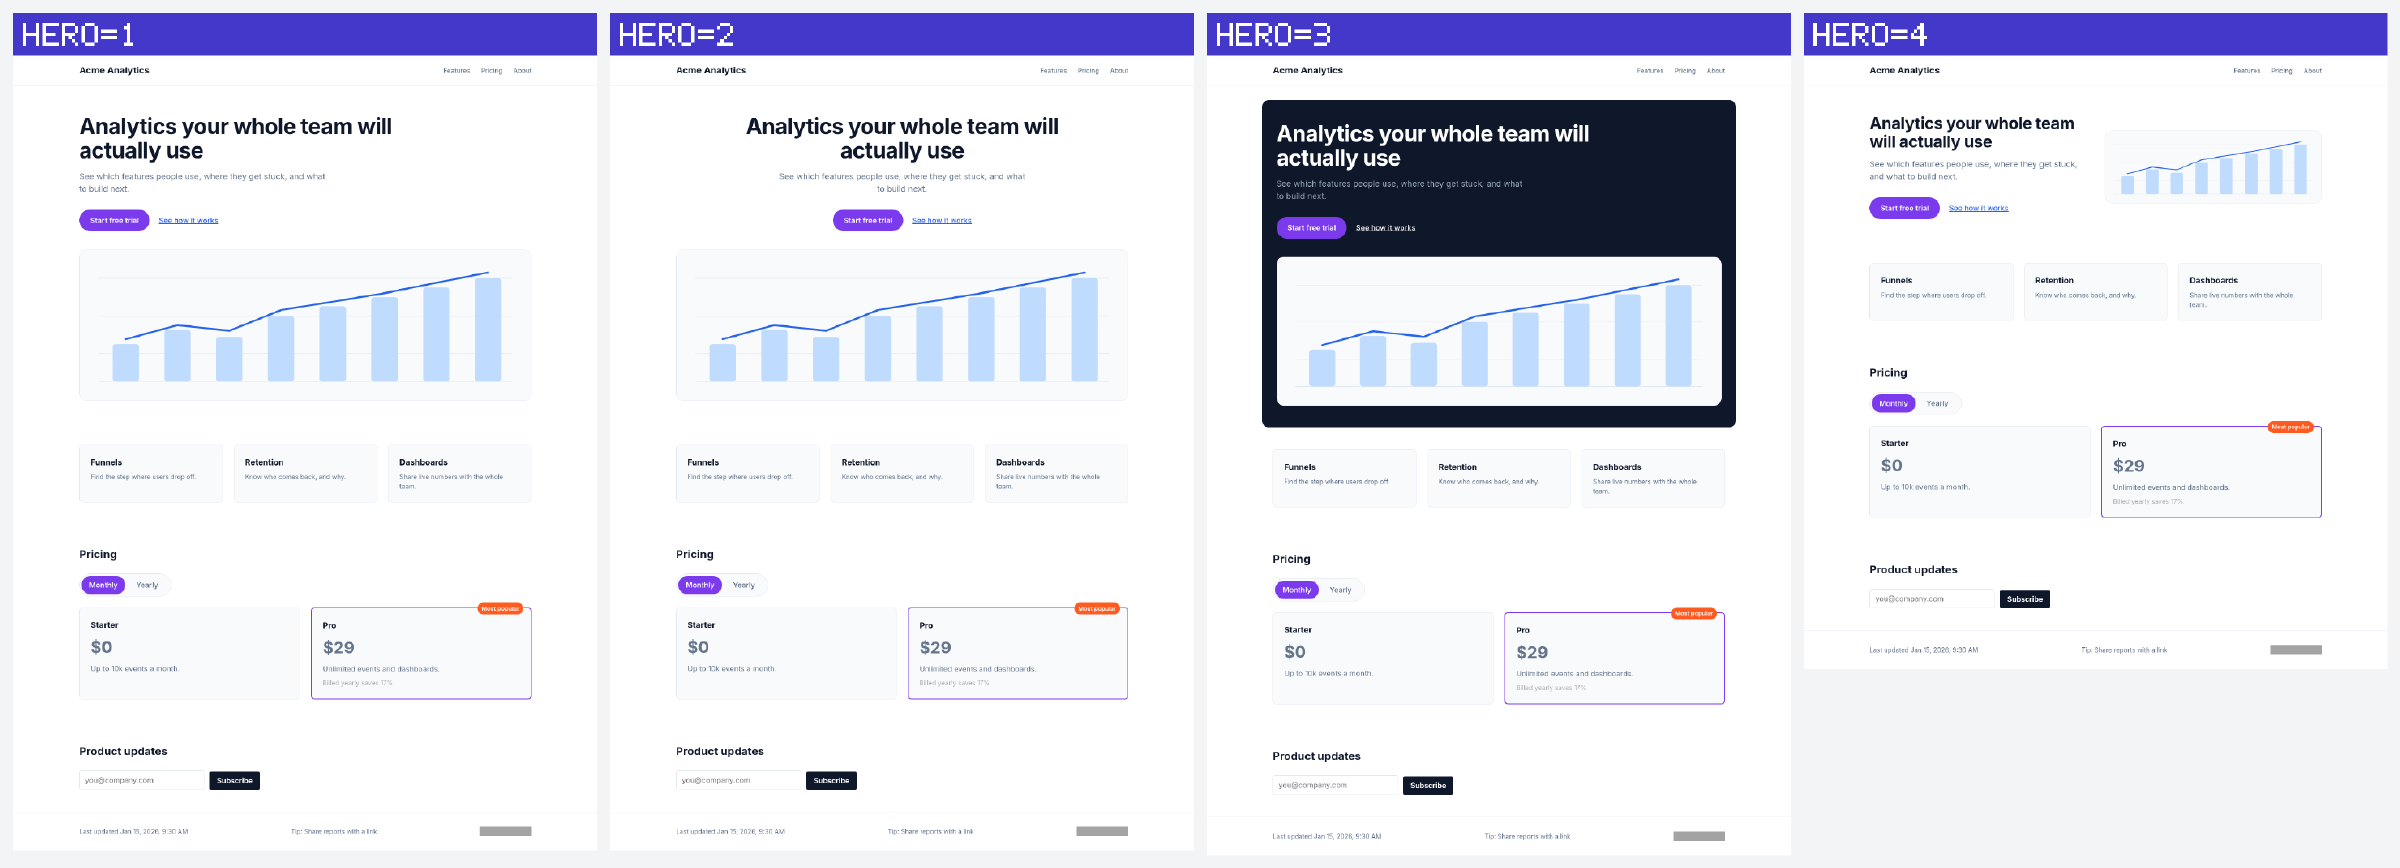 HERO=1
Acme Analytics
Features Pricing About
Analytics your whole team will
actually use
See which features people use, where they get stuck, and what
to build next.
Start free trial See how it works
Funnels
Find the step where users drop off.
Retention
Know who comes back, and why.
Dashboards
Share live numbers with the whole
team.
Pricing
Monthly Yearly
Starter
$0
Up to 10k events a month.
Most popular
Pro
$29
Unlimited events and dashboards.
Billed yearly saves 17%
Product updates
you@company.com Subscribe
Last updated Jan 15, 2026, 9:30 AM Tip: Share reports with a link
HERO=2
Acme Analytics
Features Pricing About
Analytics your whole team will
actually use
See which features people use, where they get stuck, and what
to build next.
Start free trial See how it works
Funnels
Find the step where users drop off.
Retention
Know who comes back, and why.
Dashboards
Share live numbers with the whole
team.
Pricing
Monthly Yearly
Starter
$0
Up to 10k events a month.
Most popular
Pro
$29
Unlimited events and dashboards.
Billed yearly saves 17%
Product updates
you@company.com Subscribe
Last updated Jan 15, 2026, 9:30 AM Tip: Share reports with a link
HERO=3
Acme Analytics
Features Pricing About
Analytics your whole team will
actually use
See which features people use, where they get stuck, and what
to build next.
Start free trial See how it works
Funnels
Find the step where users drop off.
Retention
Know who comes back, and why.
Dashboards
Share live numbers with the whole
team.
Pricing
Monthly Yearly
Starter
$0
Up to 10k events a month.
Most popular
Pro
$29
Unlimited events and dashboards.
Billed yearly saves 17%
Product updates
you@company.com Subscribe
Last updated Jan 15, 2026, 9:30 AM Tip: Share reports with a link
HERO=4
Acme Analytics
Features Pricing About
Analytics your whole team
will actually use
See which features people use, where they get stuck,
and what to build next.
Start free trial See how it works
Funnels
Find the step where users drop off.
Retention
Know who comes back, and why.
Dashboards
Share live numbers with the whole
team.
Pricing
Monthly Yearly
Starter
$0
Up to 10k events a month.
Most popular
Pro
$29
Unlimited events and dashboards.
Billed yearly saves 17%
Product updates
you@company.com Subscribe
Last updated Jan 15, 2026, 9:30 AM Tip: Share reports with a link